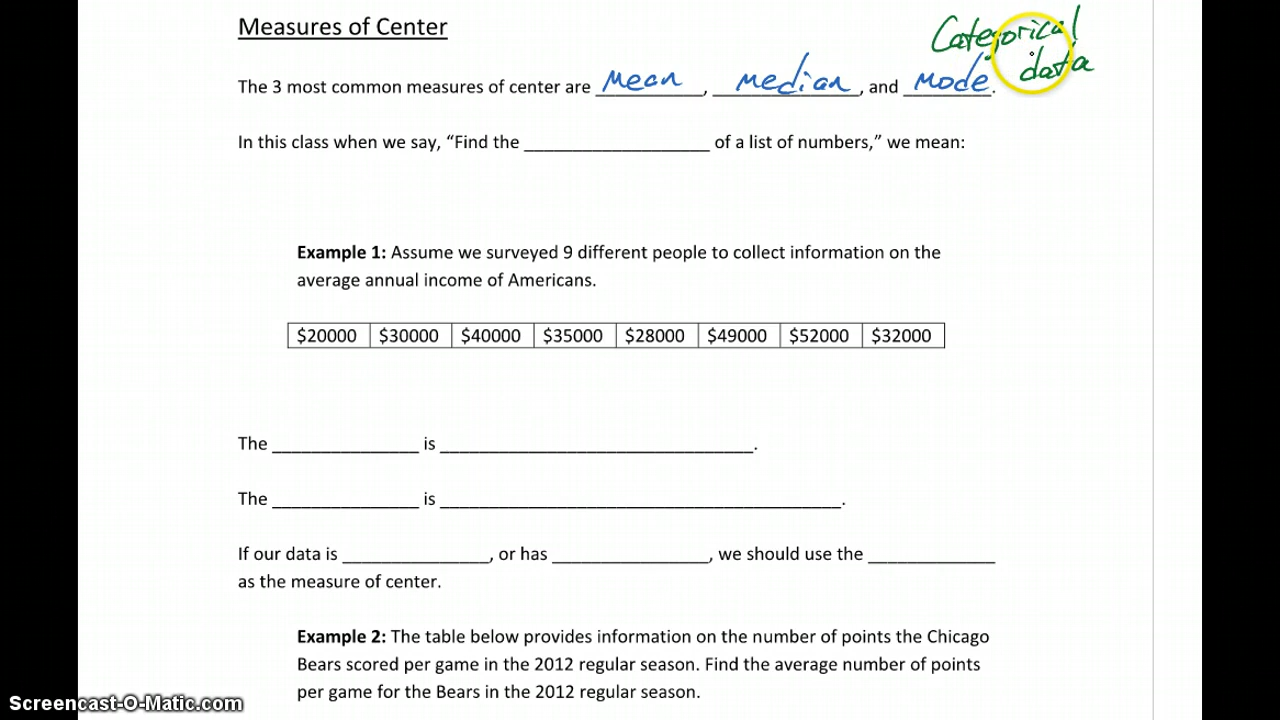 Measures of Center
Categorical
data
The 3 most common measures of center are mean, median, and mode.
In this class when we say, “Find the ___________________ of a list of numbers,” we mean:
Example 1: Assume we surveyed 9 different people to collect information on the
average annual income of Americans.
$20000 $30000 $40000 $35000 $28000 $49000 $52000 $32000
The _______________ is ________________________________.
The _______________ is _________________________________________.
If our data is _______________, or has ________________, we should use the _____________
as the measure of center.
Example 2: The table below provides information on the number of points the Chicago
Bears scored per game in the 2012 regular season. Find the average number of points
per game for the Bears in the 2012 regular season.
Screencast-O-Matic.com